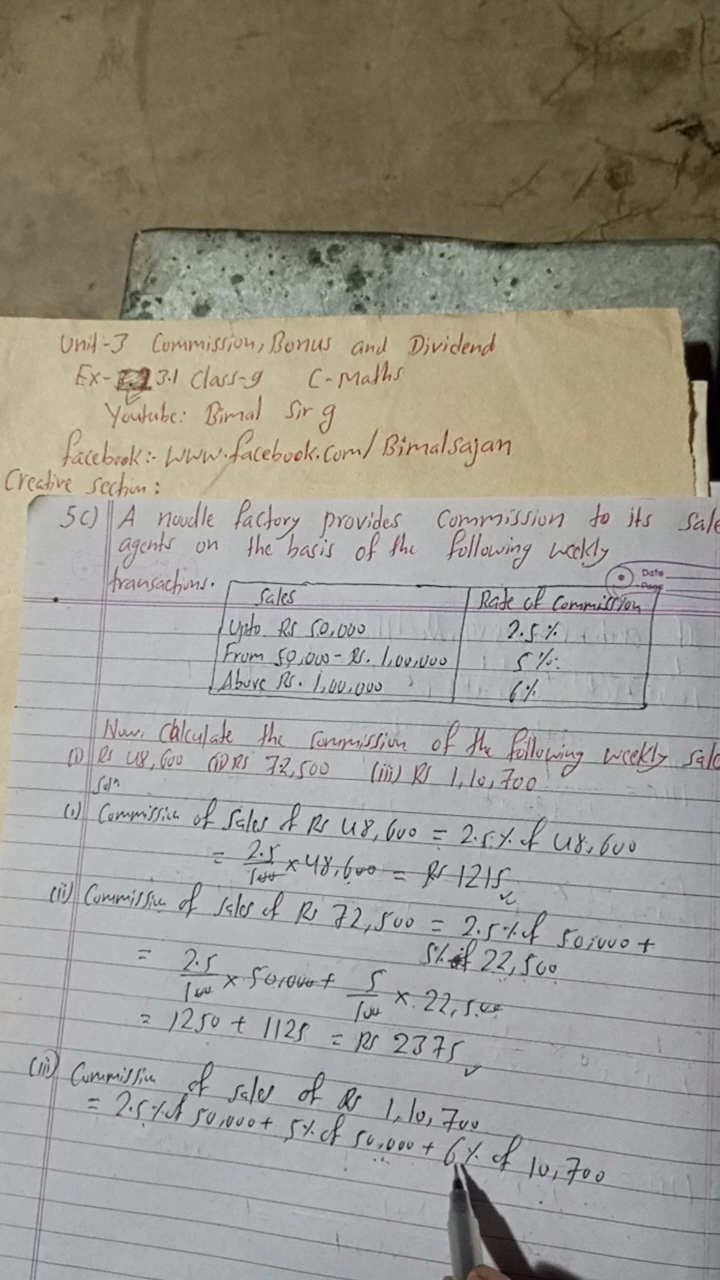 Unit-3 Commission, Bonus and Dividend
Ex- 3.1 Class-9 C-Maths
Youtube: Bimal Sir g
facebook:- www.facebook.com/Bimalsajan
Creative section:
5c) A noudle factory provides Commission to its sale
agents on the basis of the following weekly
transactions.
Date
Page
Sales Rate of Commission
Upto Rs 50,000 2.5%
From 50,000 - Rs. 1,00,000 5%
Above Rs. 1,00,000 6%
Now, Calculate the Commission of the following weekly sale
(i) Rs 48,600 (ii) Rs 72,500 (iii) Rs 1,10,700
Soln
(i) Commission of sales of Rs 48,600 = 2.5% of 48,600
= 2.5/100 × 48,600 = Rs 1215
(ii) Commission of sales of Rs 72,500 = 2.5% of 50,000 +
5% of 22,500
= 2.5/100 × 50,000 + 5/100 × 22,500
= 1250 + 1125 = Rs 2375
(iii) Commission of sales of Rs 1,10,700
= 2.5% of 50,000 + 5% of 50,000 + 6% of 10,700